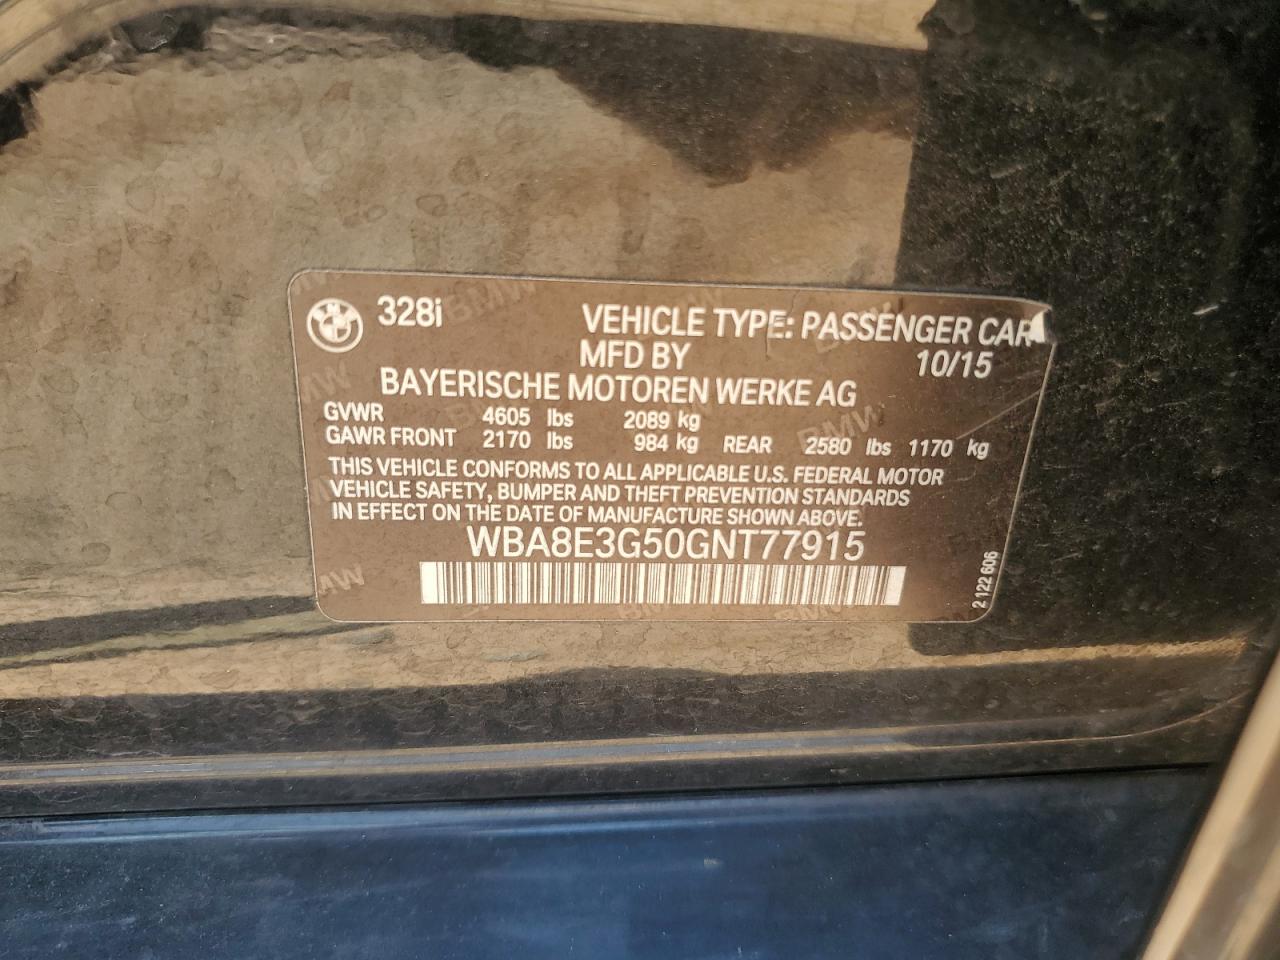 328i
VEHICLE TYPE: PASSENGER CAR
MFD BY 10/15
BAYERISCHE MOTOREN WERKE AG
GVWR 4605 lbs 2089 kg
GAWR FRONT 2170 lbs 984 kg REAR 2580 lbs 1170 kg
THIS VEHICLE CONFORMS TO ALL APPLICABLE U.S. FEDERAL MOTOR
VEHICLE SAFETY, BUMPER AND THEFT PREVENTION STANDARDS
IN EFFECT ON THE DATE OF MANUFACTURE SHOWN ABOVE.
WBA8E3G50GNT77915
2 122 606